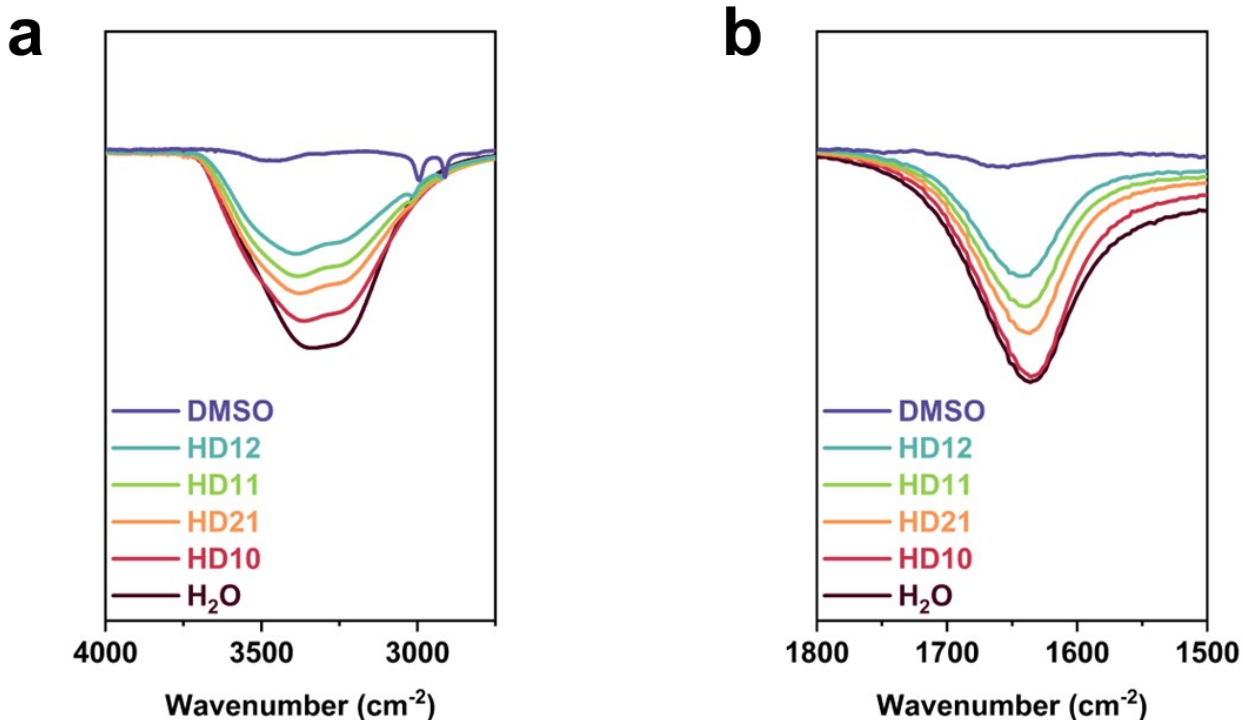 a
DMSO
HD12
HD11
HD21
HD10
H₂O
4000 3500 3000
Wavenumber (cm⁻²)
b
DMSO
HD12
HD11
HD21
HD10
H₂O
1800 1700 1600 1500
Wavenumber (cm⁻²)